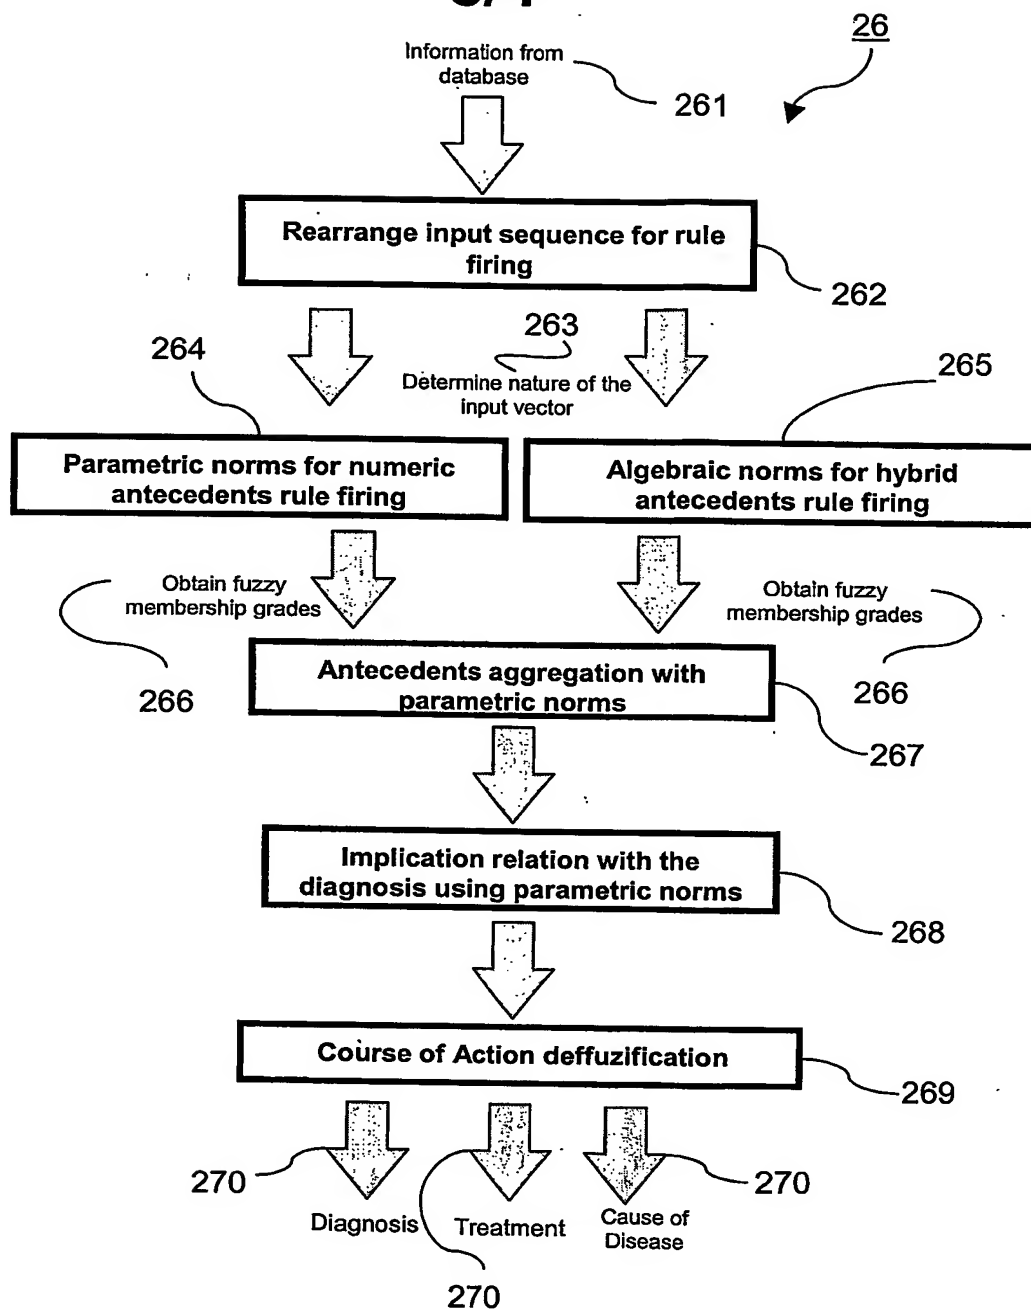 26
Information from
database
261
Rearrange input sequence for rule
firing
262
263
264
Determine nature of the
input vector
265
Parametric norms for numeric
antecedents rule firing
Algebraic norms for hybrid
antecedents rule firing
Obtain fuzzy
membership grades
Obtain fuzzy
membership grades
266
266
Antecedents aggregation with
parametric norms
267
Implication relation with the
diagnosis using parametric norms
268
Course of Action deffuzification
269
270
270
Diagnosis
Treatment
Cause of
Disease
270